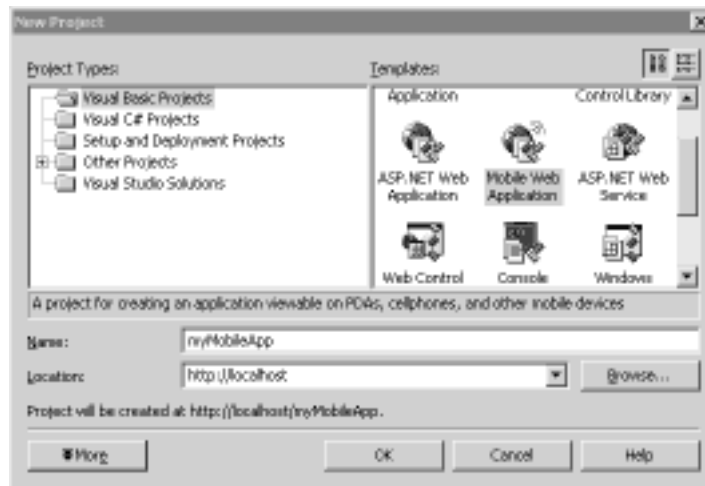 New Project
Project Types:
Templates:
Visual Basic Projects
Visual C# Projects
Setup and Deployment Projects
Other Projects
Visual Studio Solutions
Application
Control Library
ASP.NET Web Application
Mobile Web Application
ASP.NET Web Service
Web Control
Console
Windows
A project for creating an application viewable on PDAs, cellphones, and other mobile devices
Name:
myMobileApp
Location:
http://localhost
Browse...
Project will be created at http://localhost/myMobileApp.
More
OK
Cancel
Help